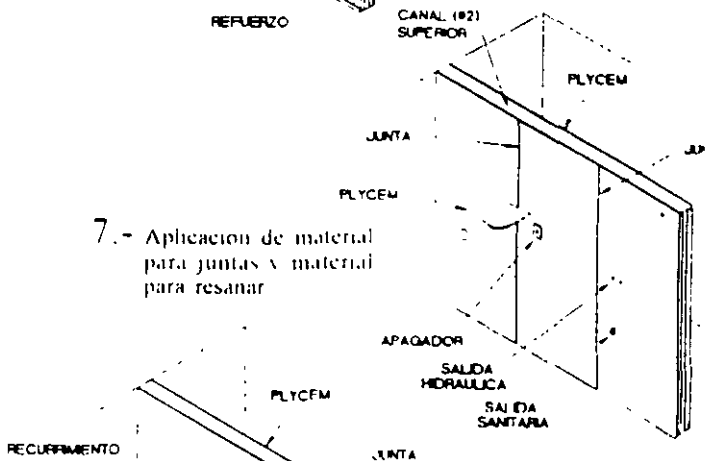 REFUERZO
CANAL (#2)
SUPERIOR
PLYCEM
JUNTA
JUN
PLYCEM
7.- Aplicacion de material
para juntas y material
para resanar
APAGADOR
SALIDA
HIDRAULICA
SALIDA
SANITARIA
PLYCEM
RECUBRIMIENTO
JUNTA